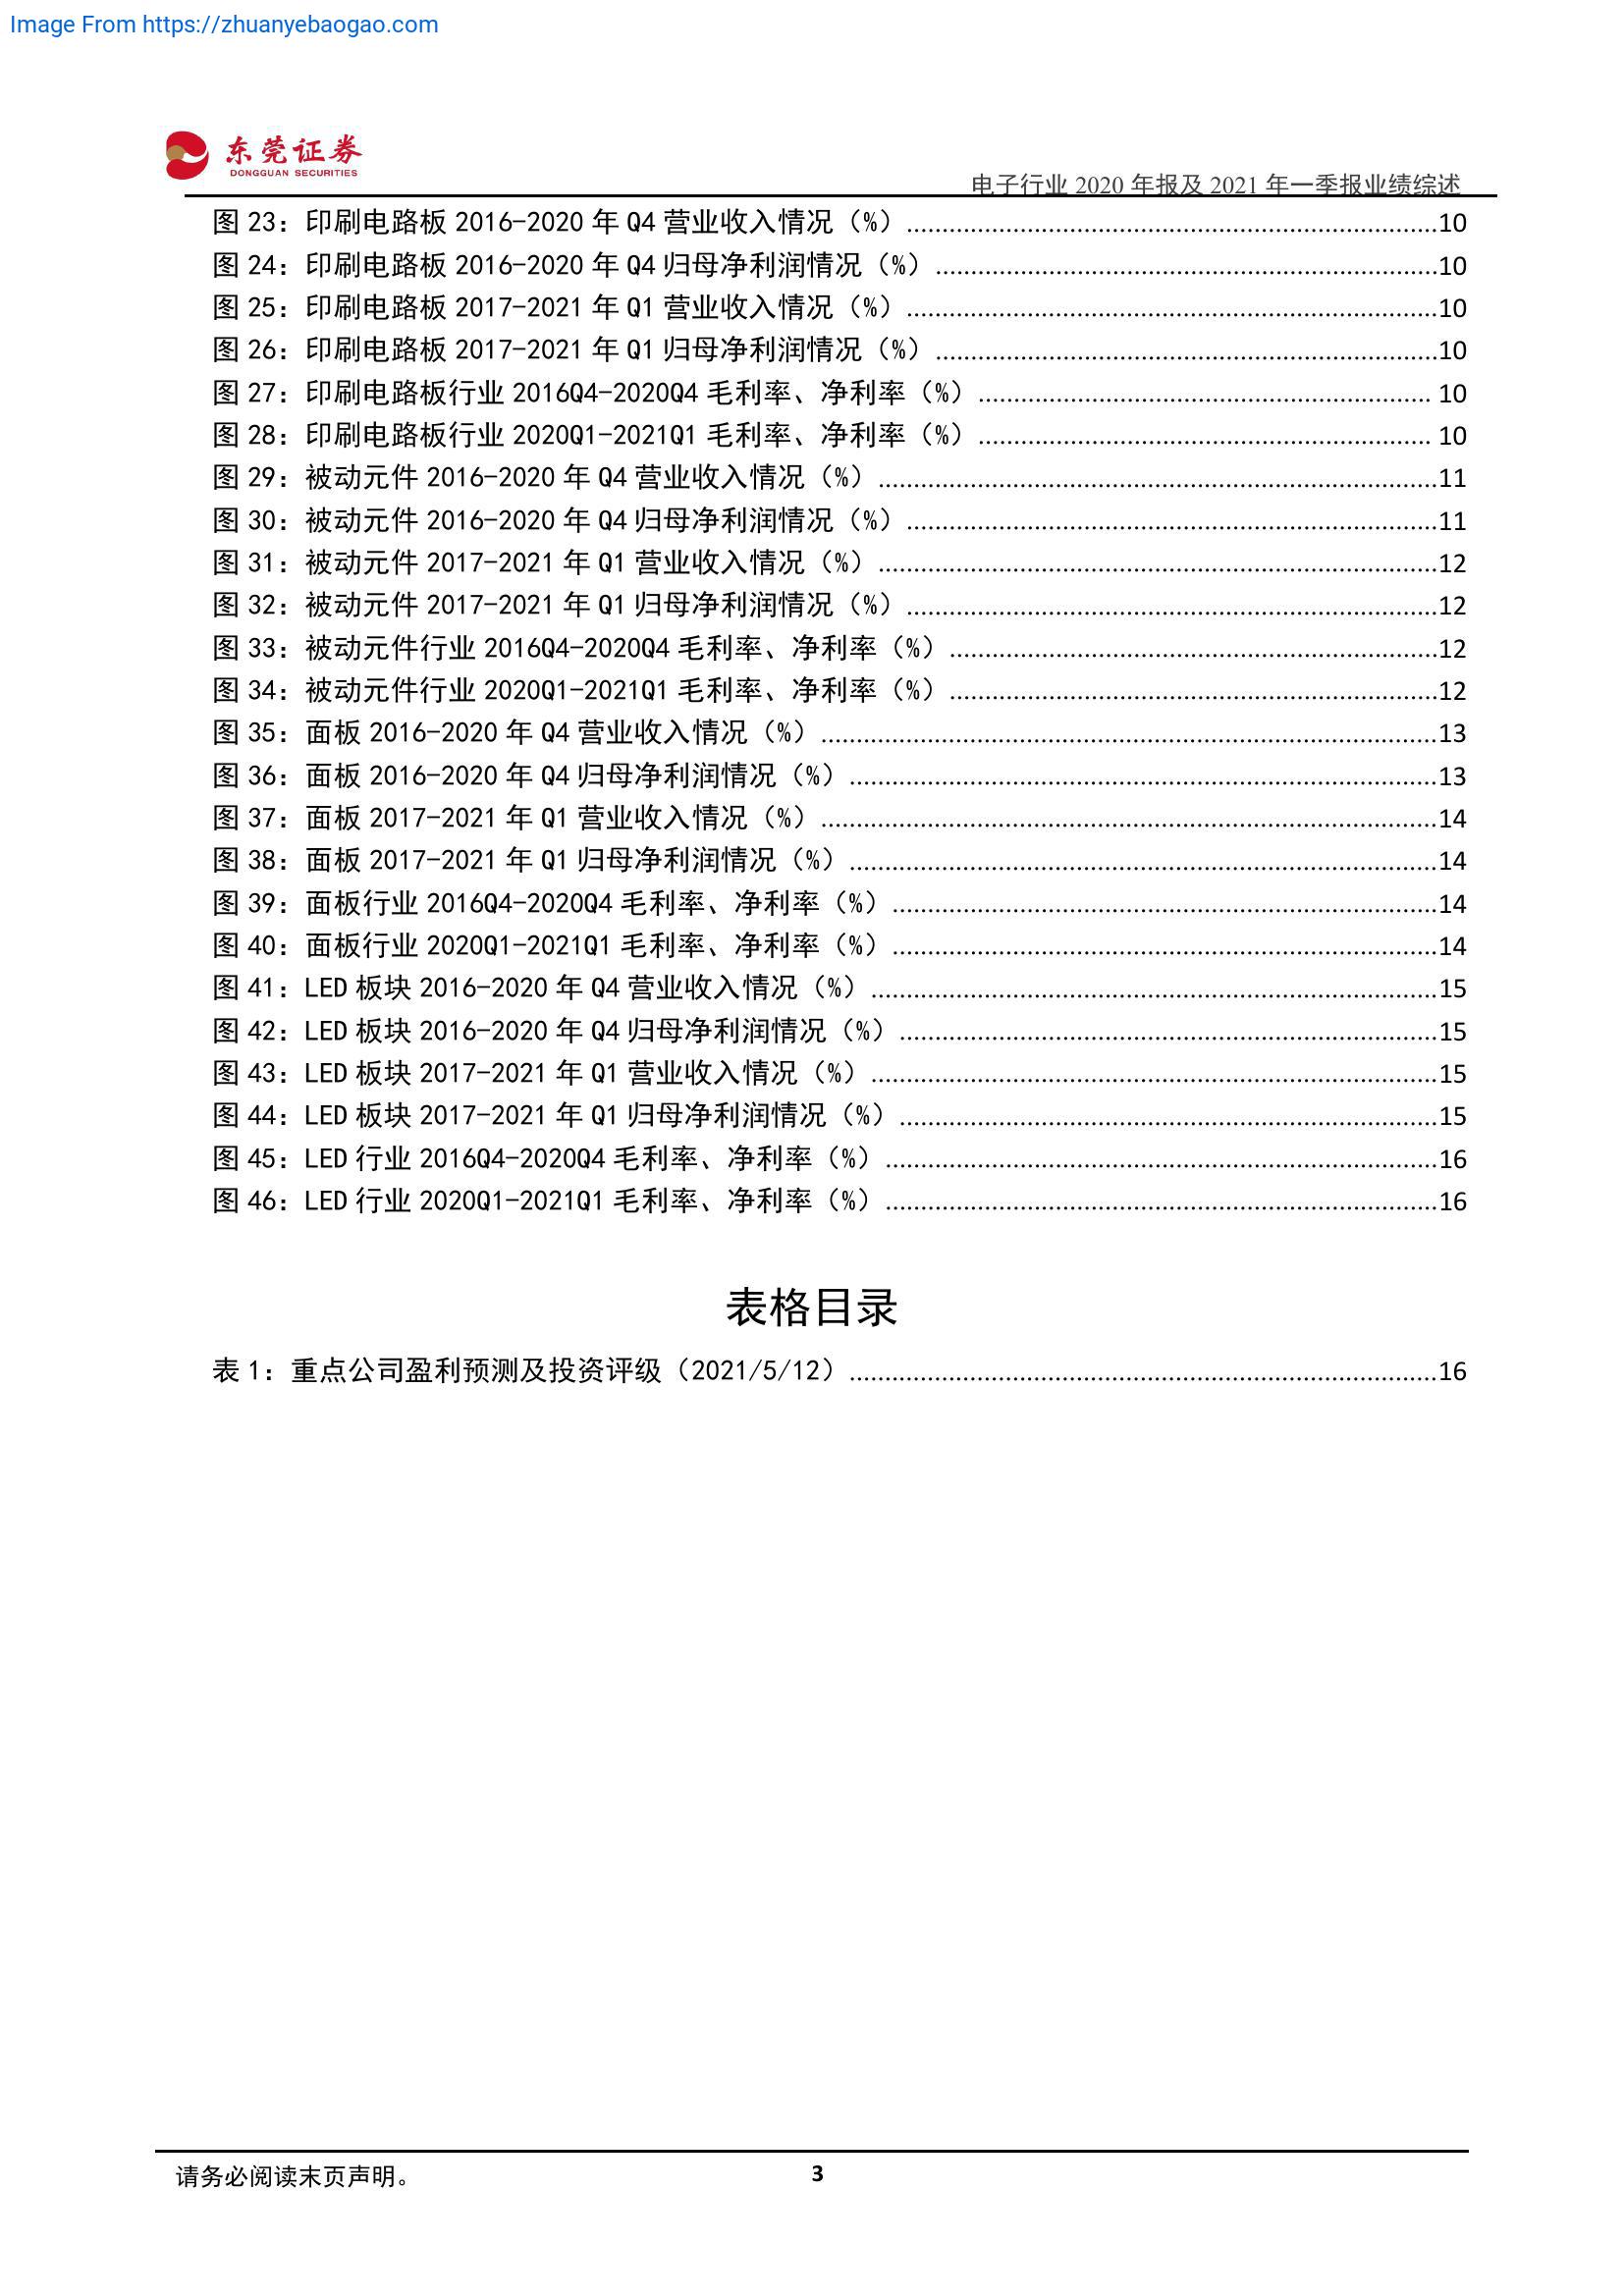 Image From https://zhuanyebaogao.com
东莞证券
DONGGUAN SECURITIES
电子行业 2020 年报及 2021 年一季报业绩综述
图 23：印刷电路板 2016-2020 年 Q4 营业收入情况（%）........10
图 24：印刷电路板 2016-2020 年 Q4 归母净利润情况（%）........10
图 25：印刷电路板 2017-2021 年 Q1 营业收入情况（%）........10
图 26：印刷电路板 2017-2021 年 Q1 归母净利润情况（%）........10
图 27：印刷电路板行业 2016Q4-2020Q4 毛利率、净利率（%）........ 10
图 28：印刷电路板行业 2020Q1-2021Q1 毛利率、净利率（%）........ 10
图 29：被动元件 2016-2020 年 Q4 营业收入情况（%）........11
图 30：被动元件 2016-2020 年 Q4 归母净利润情况（%）........11
图 31：被动元件 2017-2021 年 Q1 营业收入情况（%）........12
图 32：被动元件 2017-2021 年 Q1 归母净利润情况（%）........12
图 33：被动元件行业 2016Q4-2020Q4 毛利率、净利率（%）........12
图 34：被动元件行业 2020Q1-2021Q1 毛利率、净利率（%）........12
图 35：面板 2016-2020 年 Q4 营业收入情况（%）........13
图 36：面板 2016-2020 年 Q4 归母净利润情况（%）........13
图 37：面板 2017-2021 年 Q1 营业收入情况（%）........14
图 38：面板 2017-2021 年 Q1 归母净利润情况（%）........14
图 39：面板行业 2016Q4-2020Q4 毛利率、净利率（%）........14
图 40：面板行业 2020Q1-2021Q1 毛利率、净利率（%）........14
图 41：LED 板块 2016-2020 年 Q4 营业收入情况（%）........15
图 42：LED 板块 2016-2020 年 Q4 归母净利润情况（%）........15
图 43：LED 板块 2017-2021 年 Q1 营业收入情况（%）........15
图 44：LED 板块 2017-2021 年 Q1 归母净利润情况（%）........15
图 45：LED 行业 2016Q4-2020Q4 毛利率、净利率（%）........16
图 46：LED 行业 2020Q1-2021Q1 毛利率、净利率（%）........16
表格目录
表 1：重点公司盈利预测及投资评级（2021/5/12）........16
请务必阅读末页声明。
3